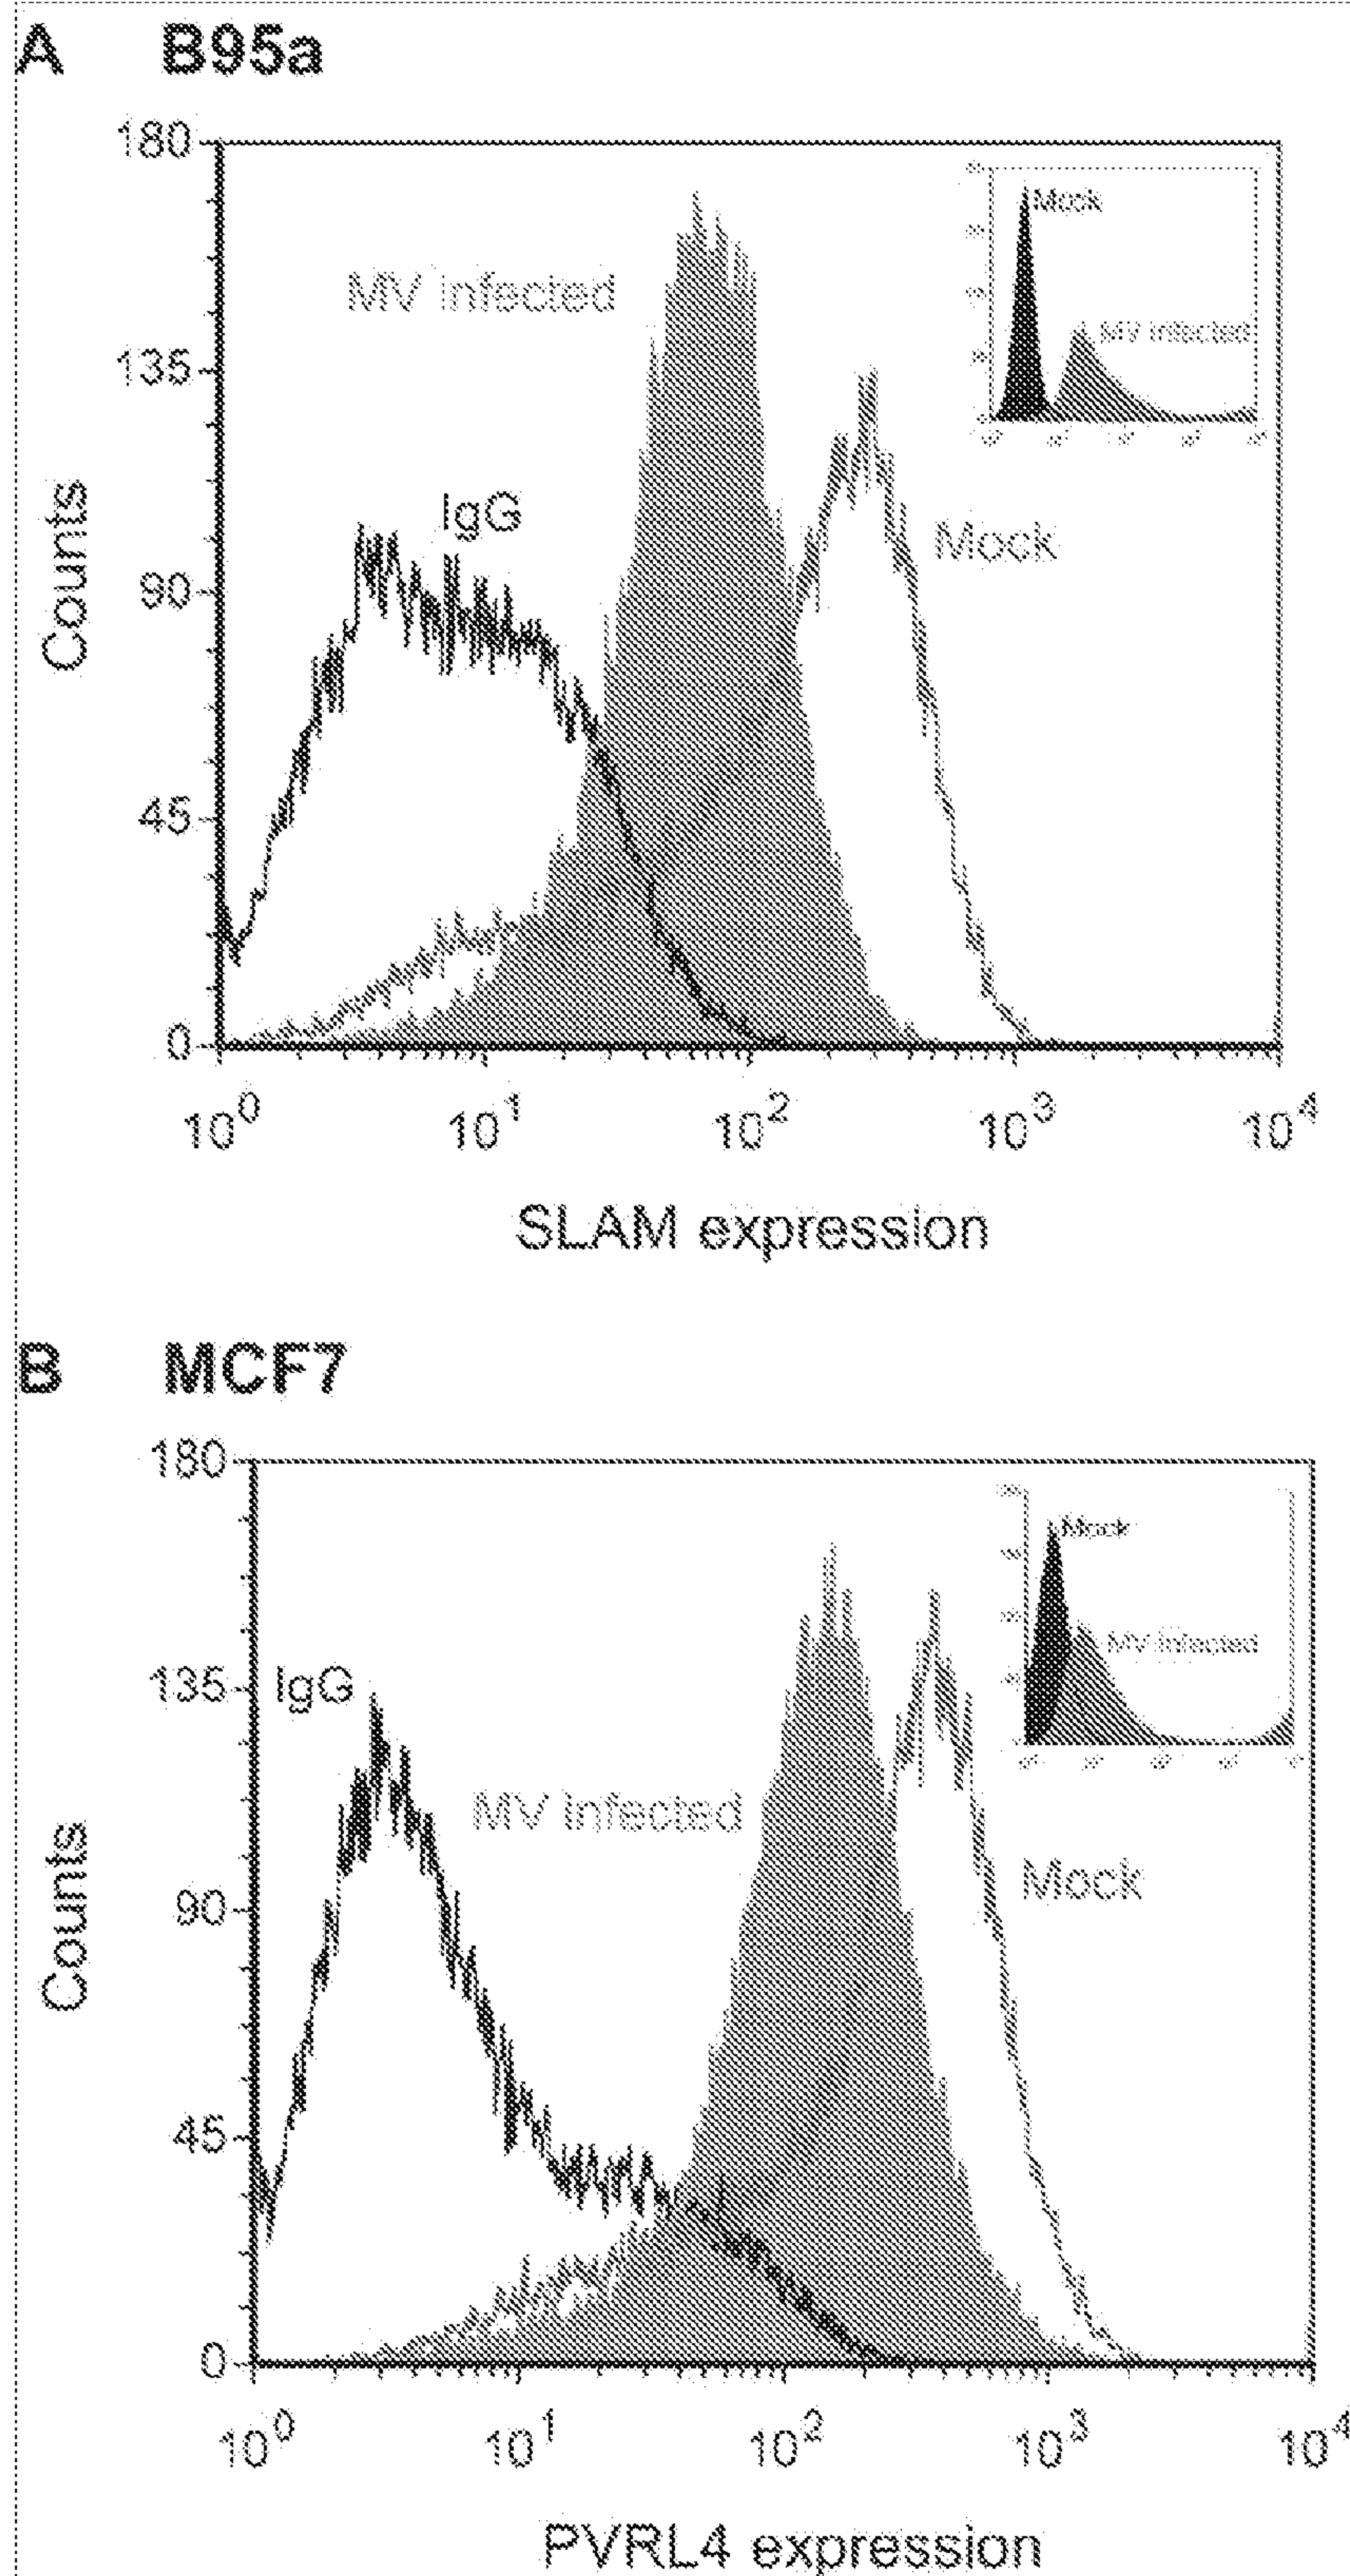 A B95a
180
Mock
MV infected
MV infected
135
IgG
Mock
Counts
90
45
0
10^0 10^1 10^2 10^3 10^4
SLAM expression
B MCF7
180
Mock
MV infected
135
IgG
MV infected
Mock
Counts
90
45
0
10^0 10^1 10^2 10^3 10^4
PVRL4 expression